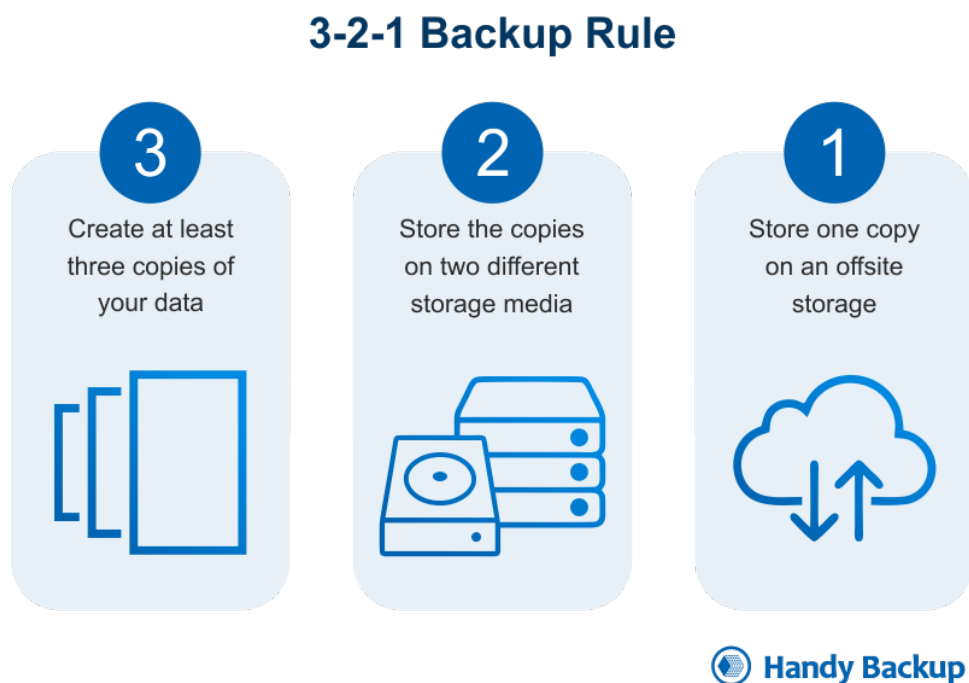 3-2-1 Backup Rule
3
Create at least
three copies of
your data
2
Store the copies
on two different
storage media
1
Store one copy
on an offsite
storage
Handy Backup